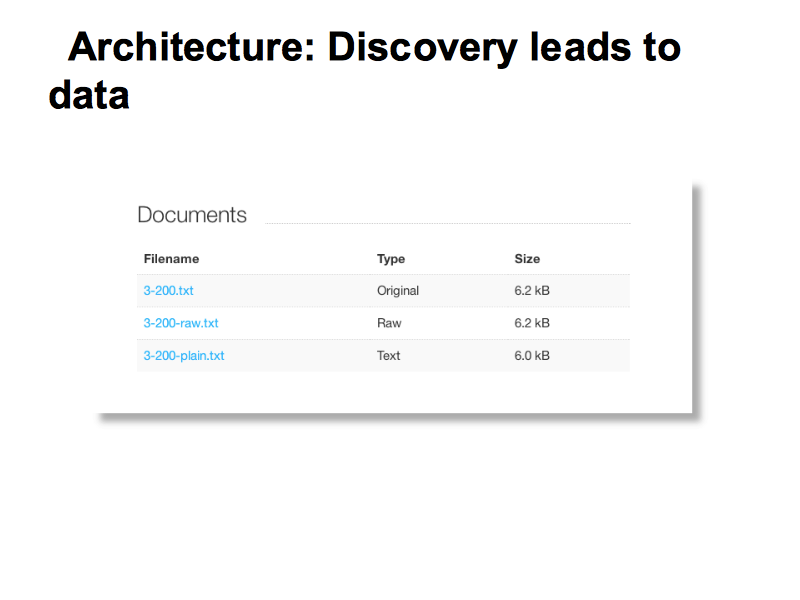 Architecture: Discovery leads to
data
Documents
Filename Type Size
3-200.txt Original 6.2 kB
3-200-raw.txt Raw 6.2 kB
3-200-plain.txt Text 6.0 kB